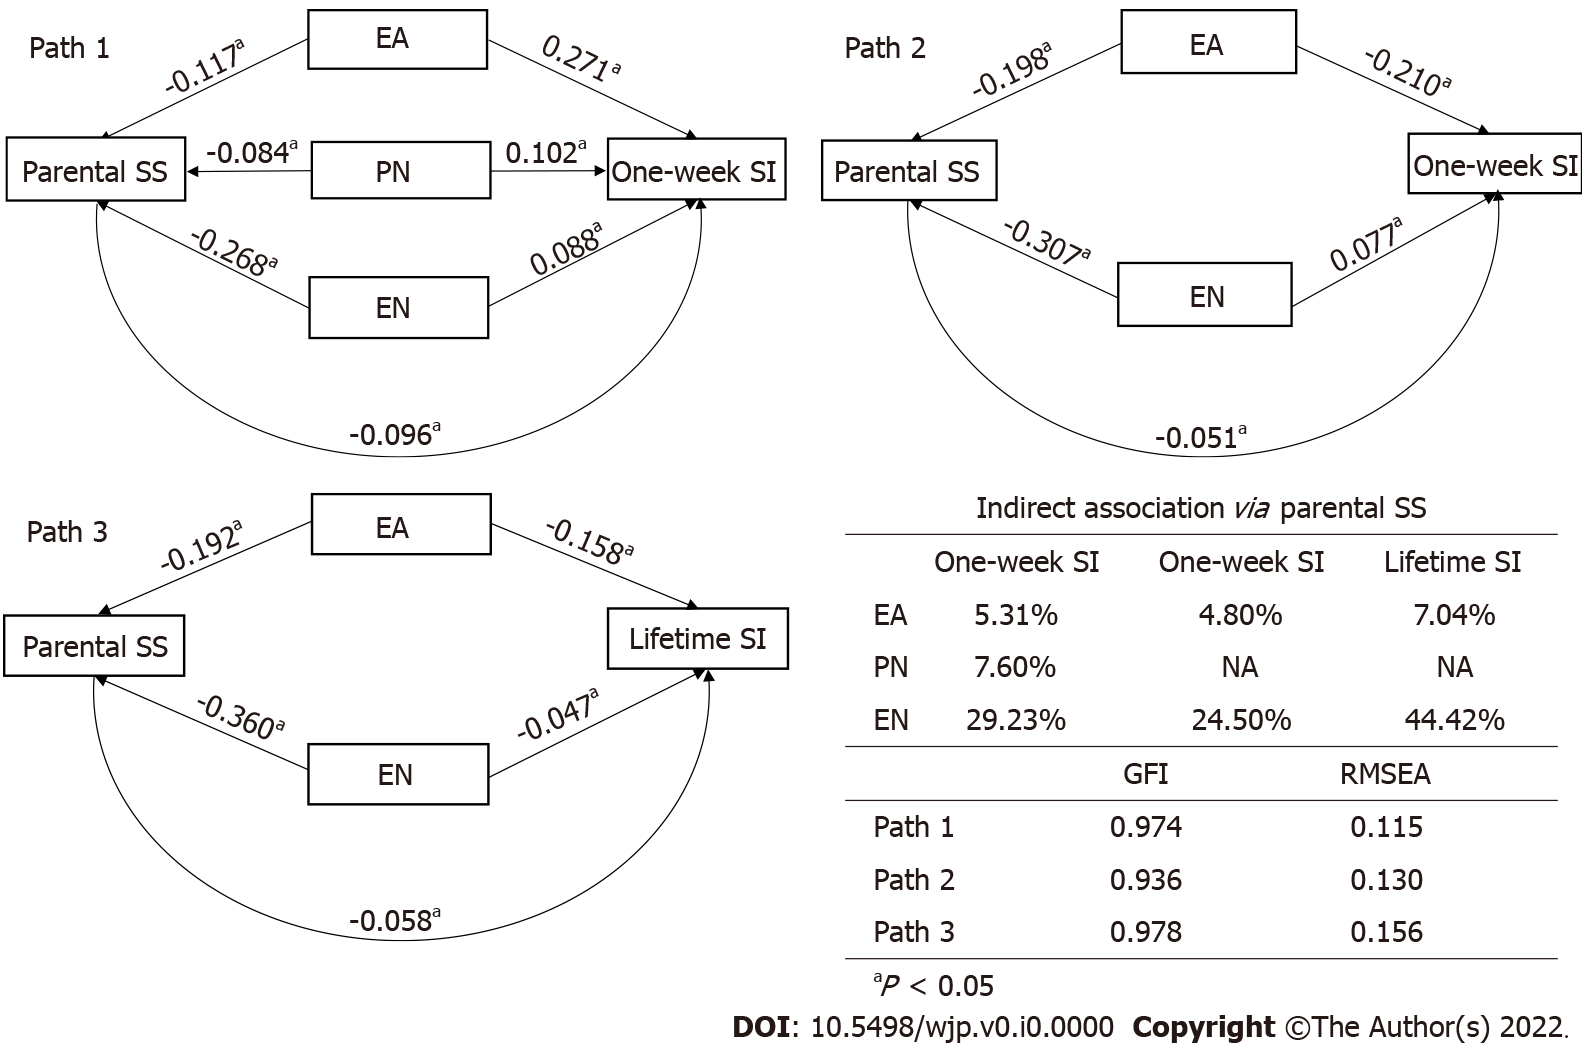 Path 1
EA
-0.117a
0.271a
Parental SS
-0.084a
PN
0.102a
One-week SI
-0.268a
EN
0.088a
-0.096a
Path 2
EA
-0.198a
-0.210a
Parental SS
One-week SI
-0.307a
EN
0.077a
-0.051a
Path 3
EA
-0.192a
-0.158a
Parental SS
Lifetime SI
-0.360a
EN
-0.047a
-0.058a
Indirect association via parental SS
One-week SI One-week SI Lifetime SI
EA 5.31% 4.80% 7.04%
PN 7.60% NA NA
EN 29.23% 24.50% 44.42%
GFI RMSEA
Path 1 0.974 0.115
Path 2 0.936 0.130
Path 3 0.978 0.156
aP < 0.05
DOI: 10.5498/wjp.v0.i0.0000 Copyright ©The Author(s) 2022.